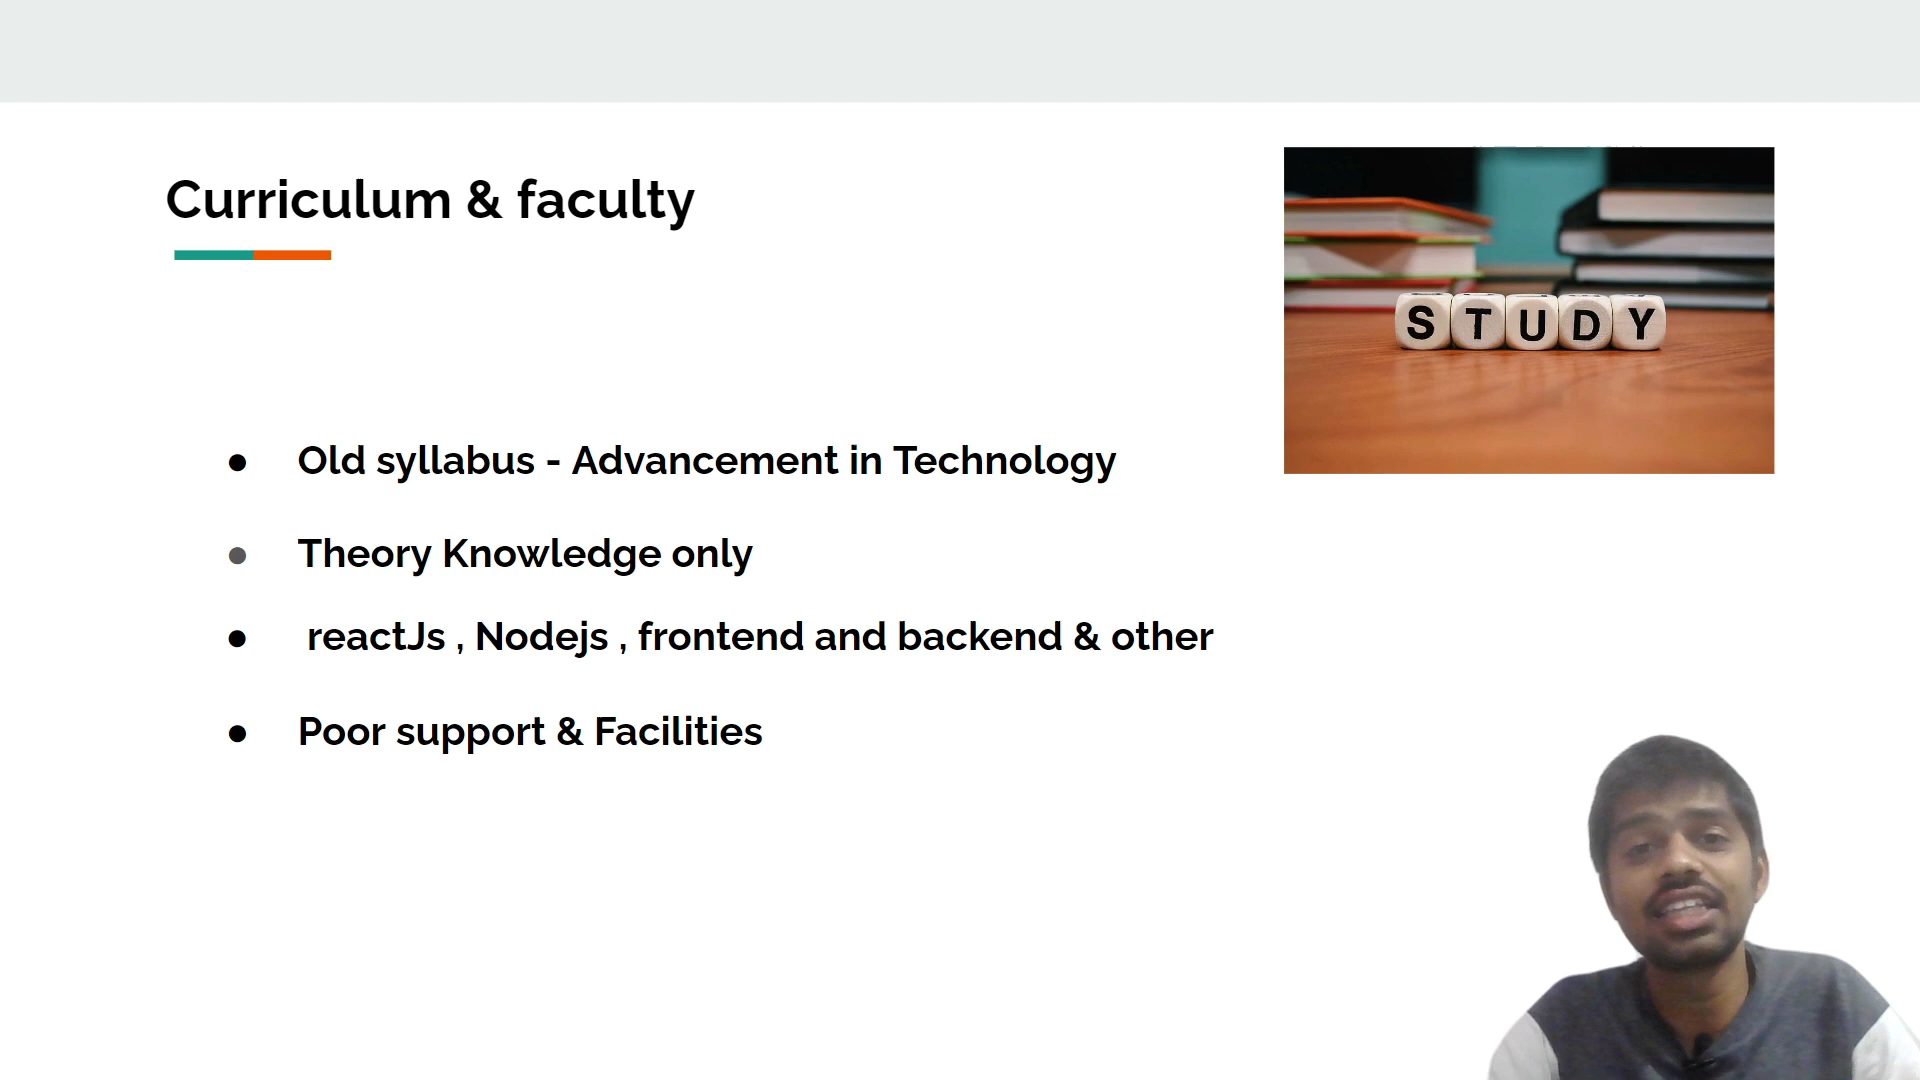 Curriculum & faculty
STUDY
● Old syllabus - Advancement in Technology
● Theory Knowledge only
● reactJs , Nodejs , frontend and backend & other
● Poor support & Facilities